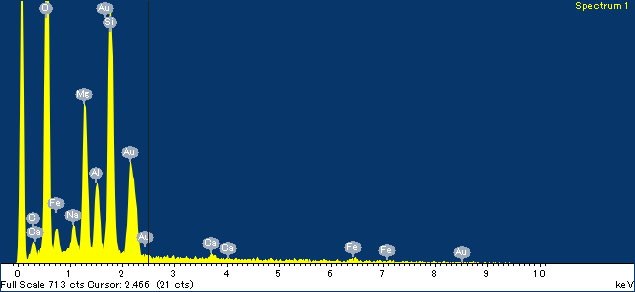 Spectrum 1
O Au
Si
Mg
Au
Al
Fe
O Na
Ca
Au
Ca Ca Fe Fe Au
0 1 2 3 4 5 6 7 8 9 10
Full Scale 713 cts Cursor: 2.466 (21 cts) keV